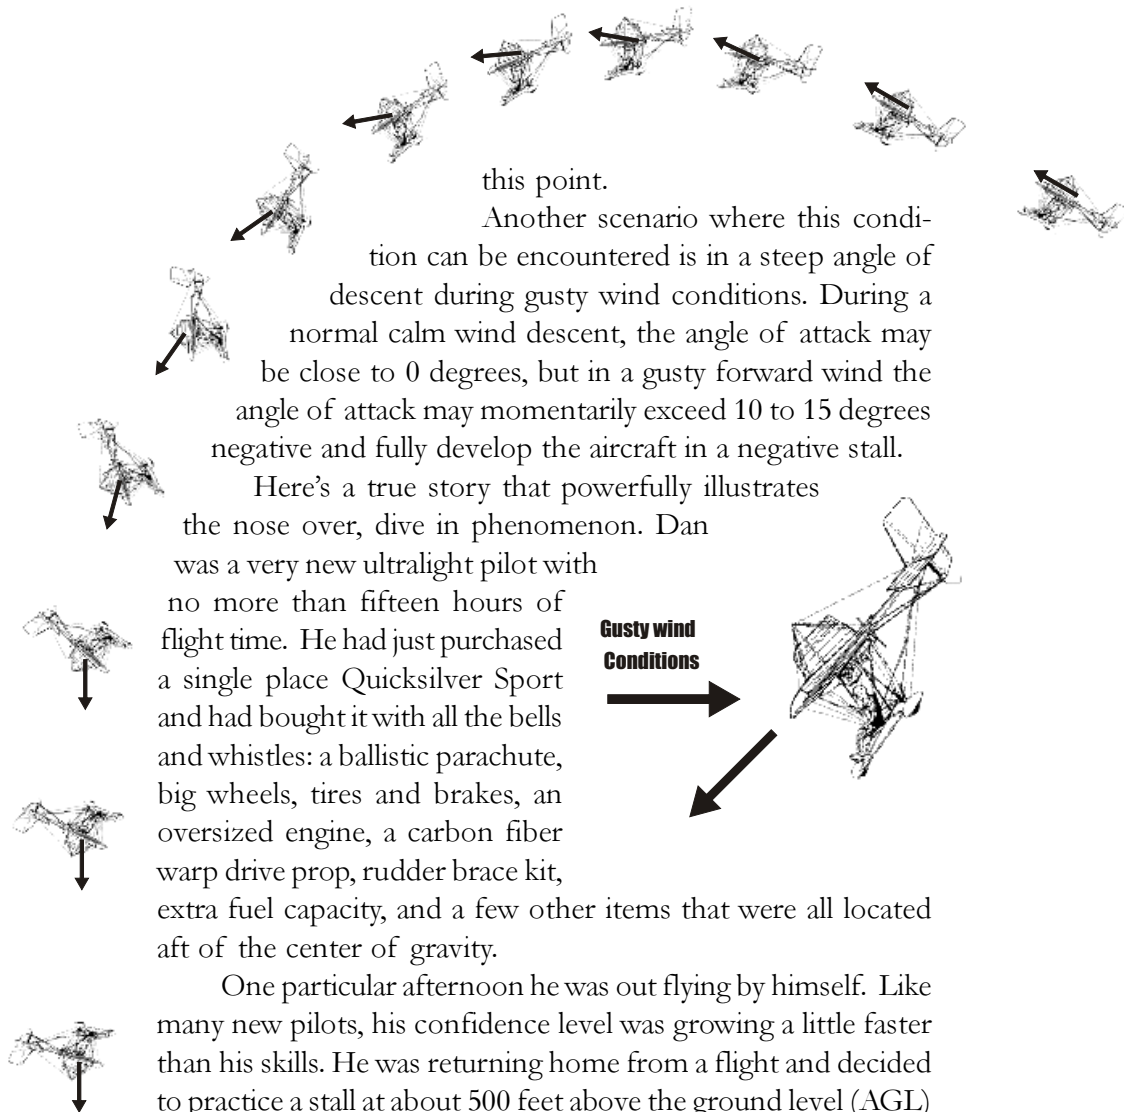 this point.
Another scenario where this condi-
tion can be encountered is in a steep angle of
descent during gusty wind conditions. During a
normal calm wind descent, the angle of attack may
be close to 0 degrees, but in a gusty forward wind the
angle of attack may momentarily exceed 10 to 15 degrees
negative and fully develop the aircraft in a negative stall.
Here's a true story that powerfully illustrates
the nose over, dive in phenomenon. Dan
was a very new ultralight pilot with
no more than fifteen hours of
flight time. He had just purchased
a single place Quicksilver Sport
and had bought it with all the bells
and whistles: a ballistic parachute,
big wheels, tires and brakes, an
oversized engine, a carbon fiber
warp drive prop, rudder brace kit,
extra fuel capacity, and a few other items that were all located
aft of the center of gravity.
One particular afternoon he was out flying by himself. Like
many new pilots, his confidence level was growing a little faster
than his skills. He was returning home from a flight and decided
to practice a stall at about 500 feet above the ground level (AGL)
Gusty wind
Conditions